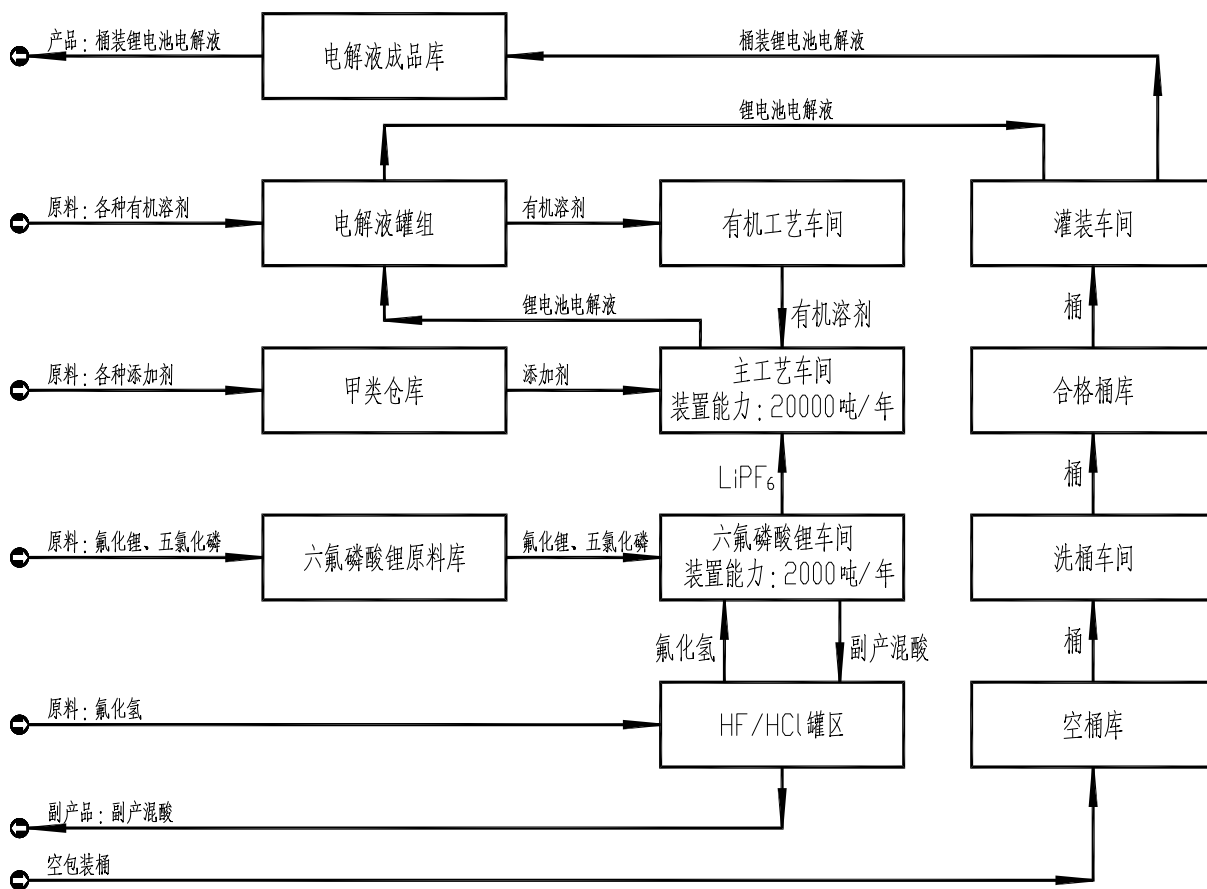 产品：桶装锂电池电解液
电解液成品库
桶装锂电池电解液
锂电池电解液
原料：各种有机溶剂
电解液罐组
有机溶剂
有机工艺车间
灌装车间
锂电池电解液
有机溶剂
桶
原料：各种添加剂
甲类仓库
添加剂
主工艺车间
装置能力：20000吨/年
合格桶库
LiPF₆
桶
原料：氟化锂、五氯化磷
六氟磷酸锂原料库
氟化锂、五氯化磷
六氟磷酸锂车间
装置能力：2000吨/年
洗桶车间
氟化氢
副产混酸
桶
原料：氟化氢
HF/HCl罐区
空桶库
副产品：副产混酸
空包装桶